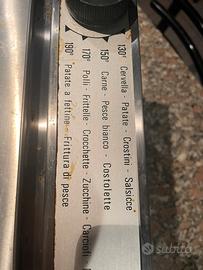 130° Cervella - Patate - Crostini - Salsicce
150° Carne - Pesce bianco - Costolette
170° Polli - Frittelle - Crocchette - Zucchine - Carciofi
190° Patate a fettine - Frittura di pesce
subito